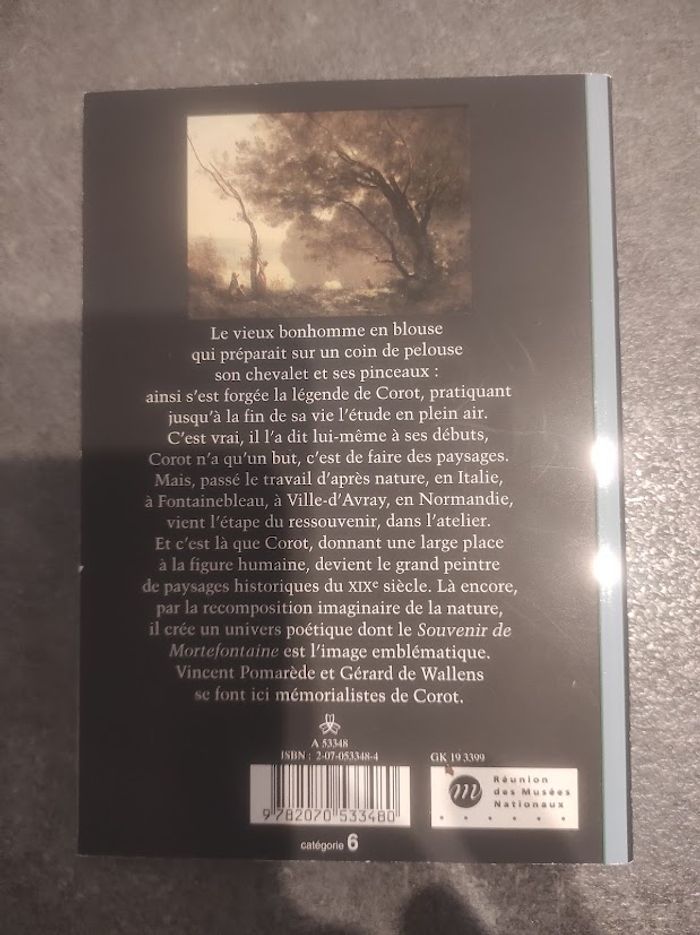 Le vieux bonhomme en blouse
qui préparait sur un coin de pelouse
son chevalet et ses pinceaux :
ainsi s'est forgée la légende de Corot, pratiquant
jusqu'à la fin de sa vie l'étude en plein air.
C'est vrai, il l'a dit lui-même à ses débuts,
Corot n'a qu'un but, c'est de faire des paysages.
Mais, passé le travail d'après nature, en Italie,
à Fontainebleau, à Ville-d'Avray, en Normandie,
vient l'étape du ressouvenir, dans l'atelier.
Et c'est là que Corot, donnant une large place
à la figure humaine, devient le grand peintre
de paysages historiques du XIXe siècle. Là encore,
par la recomposition imaginaire de la nature,
il crée un univers poétique dont le Souvenir de
Mortefontaine est l'image emblématique.
Vincent Pomarède et Gérard de Wallens
se font ici mémorialistes de Corot.
A 53348
ISBN : 2-07-053348-4
9 782070 533480
catégorie 6
GK 19 3399
m
Réunion
des Musées
Nationaux